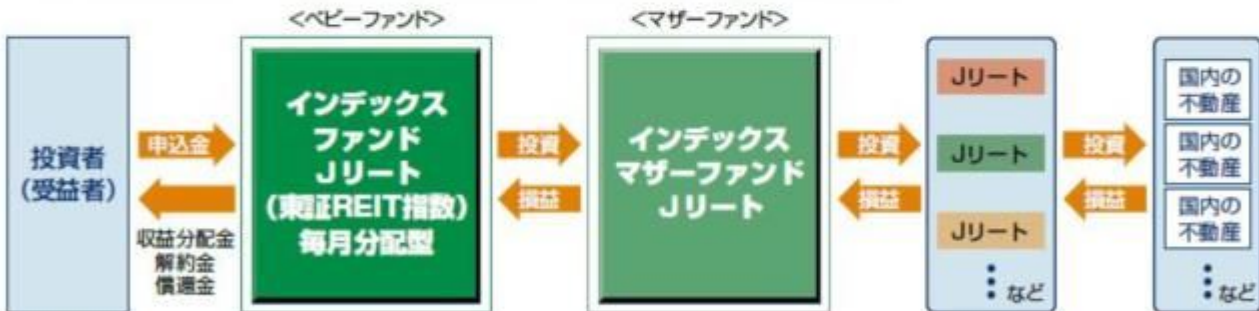 <ベビーファンド>
<マザーファンド>
投資者
(受益者)
申込金
収益分配金
解約金
償還金
インデックス
ファンド
Jリート
(東証REIT指数)
毎月分配型
投資
損益
インデックス
マザーファンド
Jリート
投資
損益
Jリート
Jリート
Jリート
など
投資
損益
国内の
不動産
国内の
不動産
国内の
不動産
など